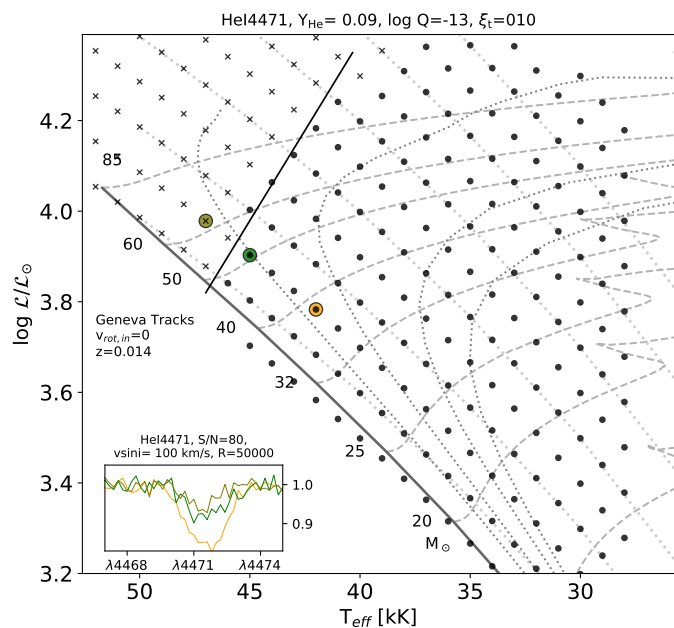 HeI4471, Y_He= 0.09, log Q=-13, ξ_t=010
log ℒ/ℒ_⊙
4.2
4.0
3.8
3.6
3.4
3.2
85
60
50
40
32
25
20
M_⊙
Geneva Tracks
v_rot,in=0
z=0.014
HeI4471, S/N=80,
vsini= 100 km/s, R=50000
1.0
0.9
λ4468 λ4471 λ4474
50 45 40 35 30
T_eff [kK]